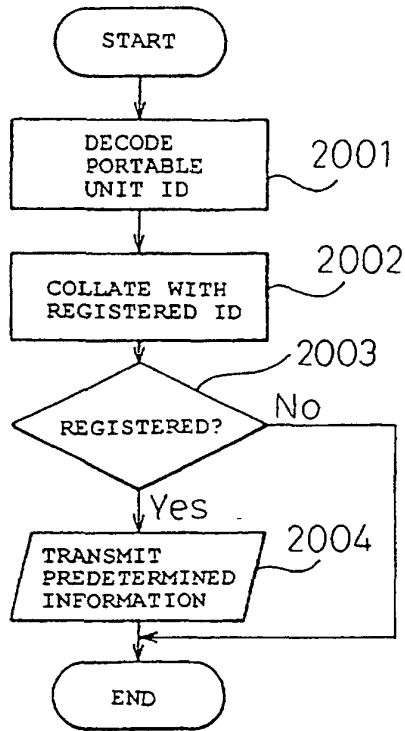 START
DECODE
PORTABLE
UNIT ID
2001
COLLATE WITH
REGISTERED ID
2002
REGISTERED?
2003
No
Yes
TRANSMIT
PREDETERMINED
INFORMATION
2004
END